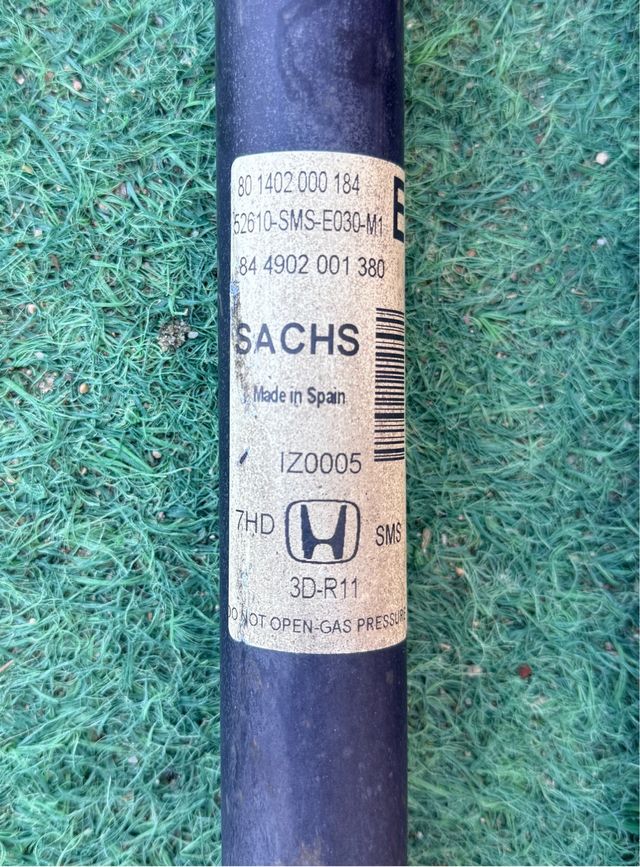 80 1402 000 184
52610-SMS-E030-M1
E
84 4902 001 380
SACHS
Made in Spain
IZ0005
7HD
SMS
3D-R11
DO NOT OPEN-GAS PRESSURE